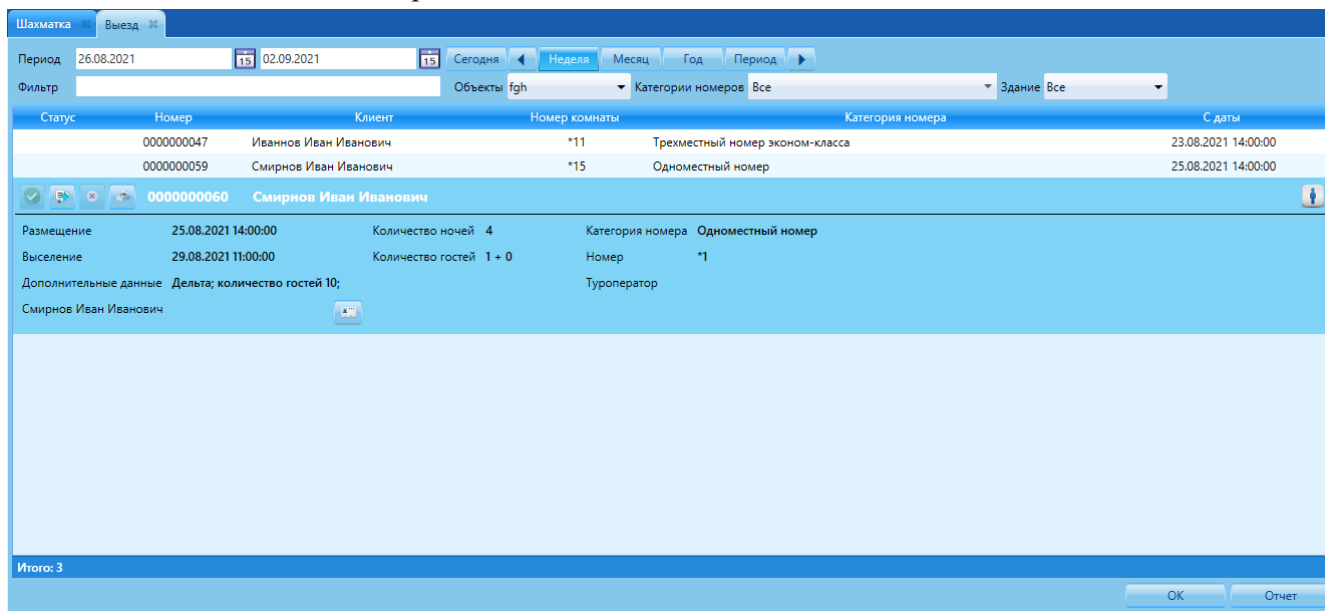 Шахматка Выезд
Период 26.08.2021 15 02.09.2021 15 Сегодня Неделя Месяц Год Период
Фильтр Объекты fgh Категории номеров Все Здание Все
Статус Номер Клиент Номер комнаты Категория номера С даты
0000000047 Иваннов Иван Иванович *11 Трехместный номер эконом-класса 23.08.2021 14:00:00
0000000059 Смирнов Иван Иванович *15 Одноместный номер 25.08.2021 14:00:00
0000000060 Смирнов Иван Иванович
Размещение 25.08.2021 14:00:00 Количество ночей 4 Категория номера Одноместный номер
Выселение 29.08.2021 11:00:00 Количество гостей 1 + 0 Номер *1
Дополнительные данные Дельта; количество гостей 10; Туроператор
Смирнов Иван Иванович
Итого: 3
ОК Отчет